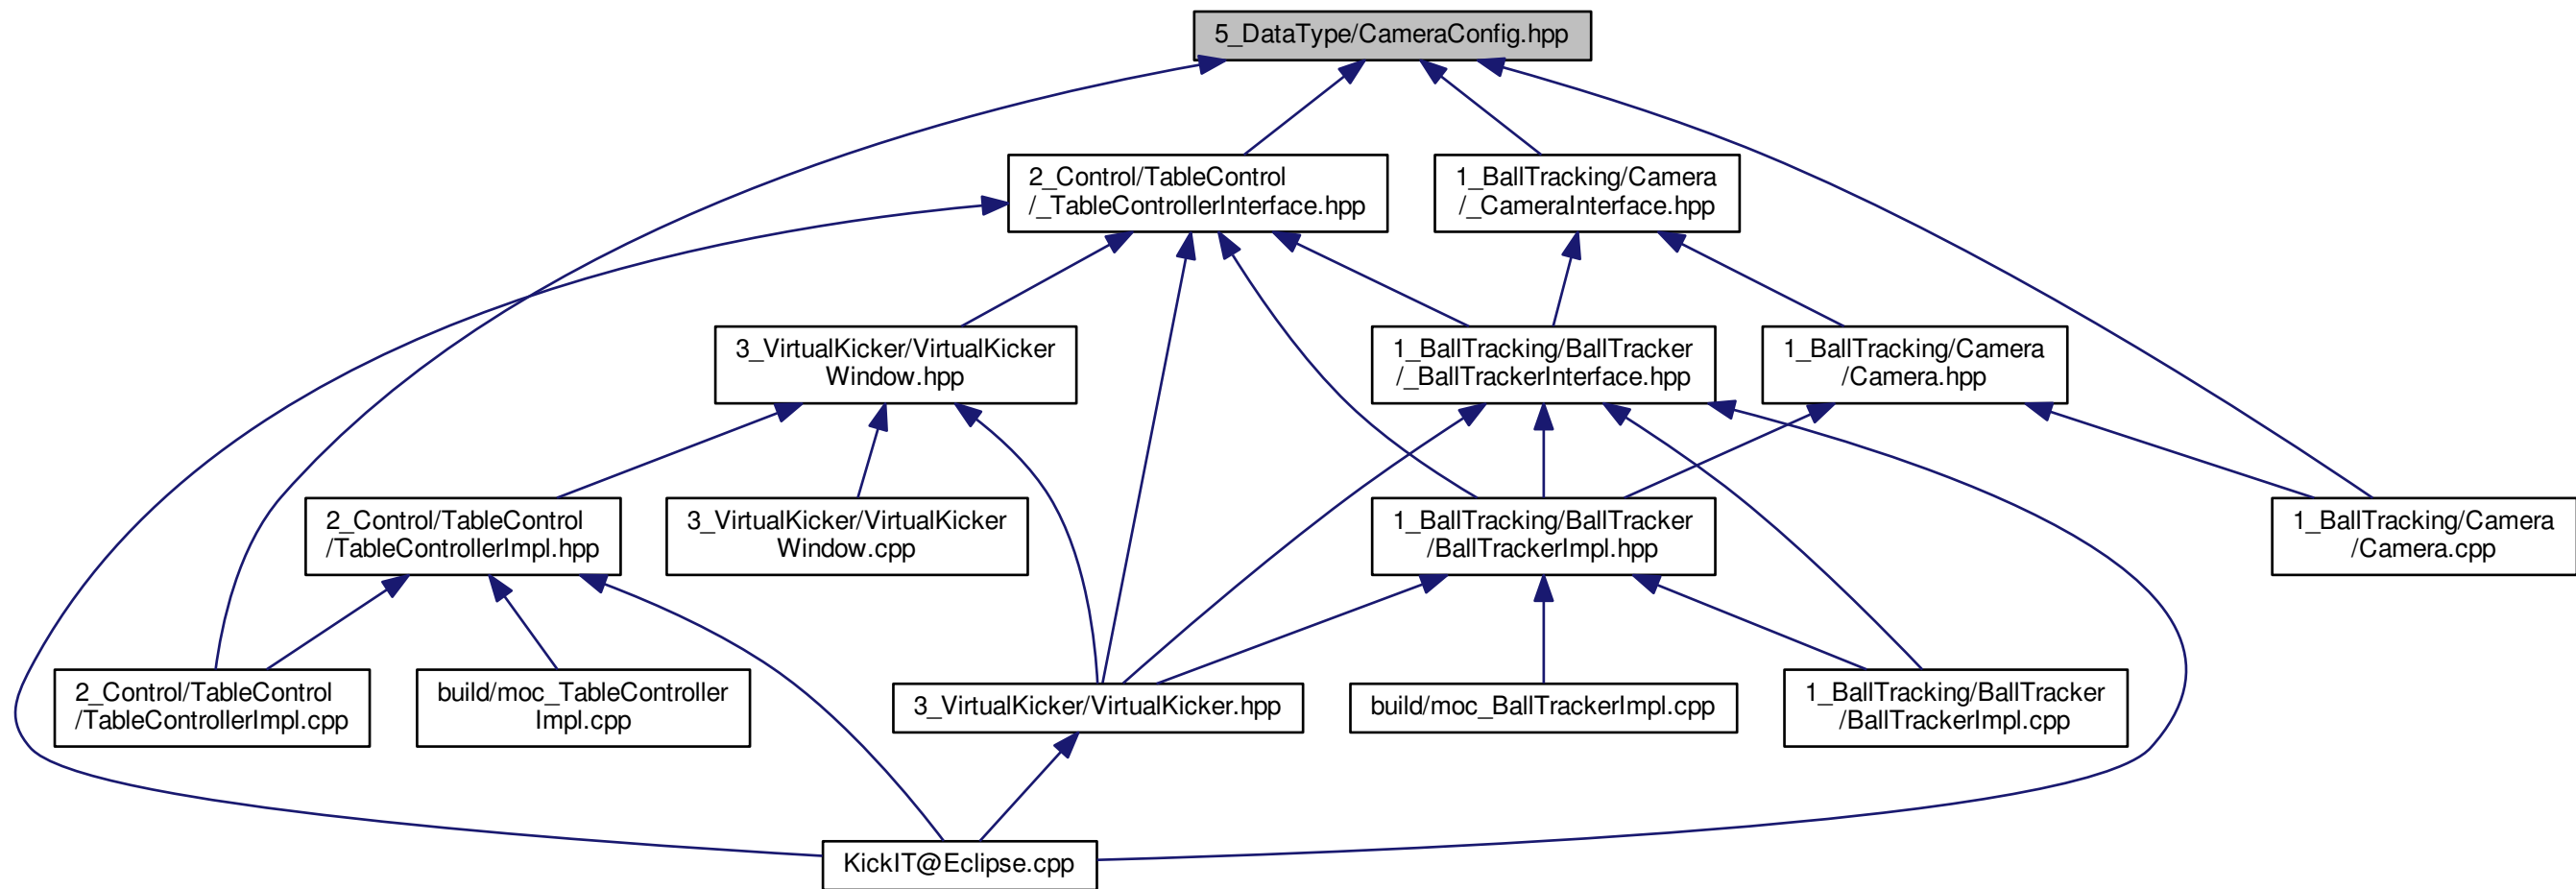 5_DataType/CameraConfig.hpp
2_Control/TableControl
/_TableControllerInterface.hpp
1_BallTracking/Camera
/_CameraInterface.hpp
3_VirtualKicker/VirtualKicker
Window.hpp
1_BallTracking/BallTracker
/_BallTrackerInterface.hpp
1_BallTracking/Camera
/Camera.hpp
2_Control/TableControl
/TableControllerImpl.hpp
3_VirtualKicker/VirtualKicker
Window.cpp
1_BallTracking/BallTracker
/BallTrackerImpl.hpp
1_BallTracking/Camera
/Camera.cpp
2_Control/TableControl
/TableControllerImpl.cpp
build/moc_TableController
Impl.cpp
3_VirtualKicker/VirtualKicker.hpp
build/moc_BallTrackerImpl.cpp
1_BallTracking/BallTracker
/BallTrackerImpl.cpp
KickIT@Eclipse.cpp